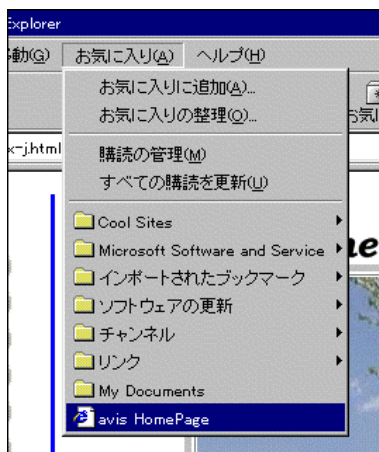 Explorer
移動(G) お気に入り(A) ヘルプ(H)
お気に入りに追加(A)...
お気に入りの整理(O)...
お気
x-j.html
購読の管理(M)
すべての購読を更新(U)
Cool Sites
Microsoft Software and Service
インポートされたブックマーク
ソフトウェアの更新
チャンネル
リンク
My Documents
avis HomePage